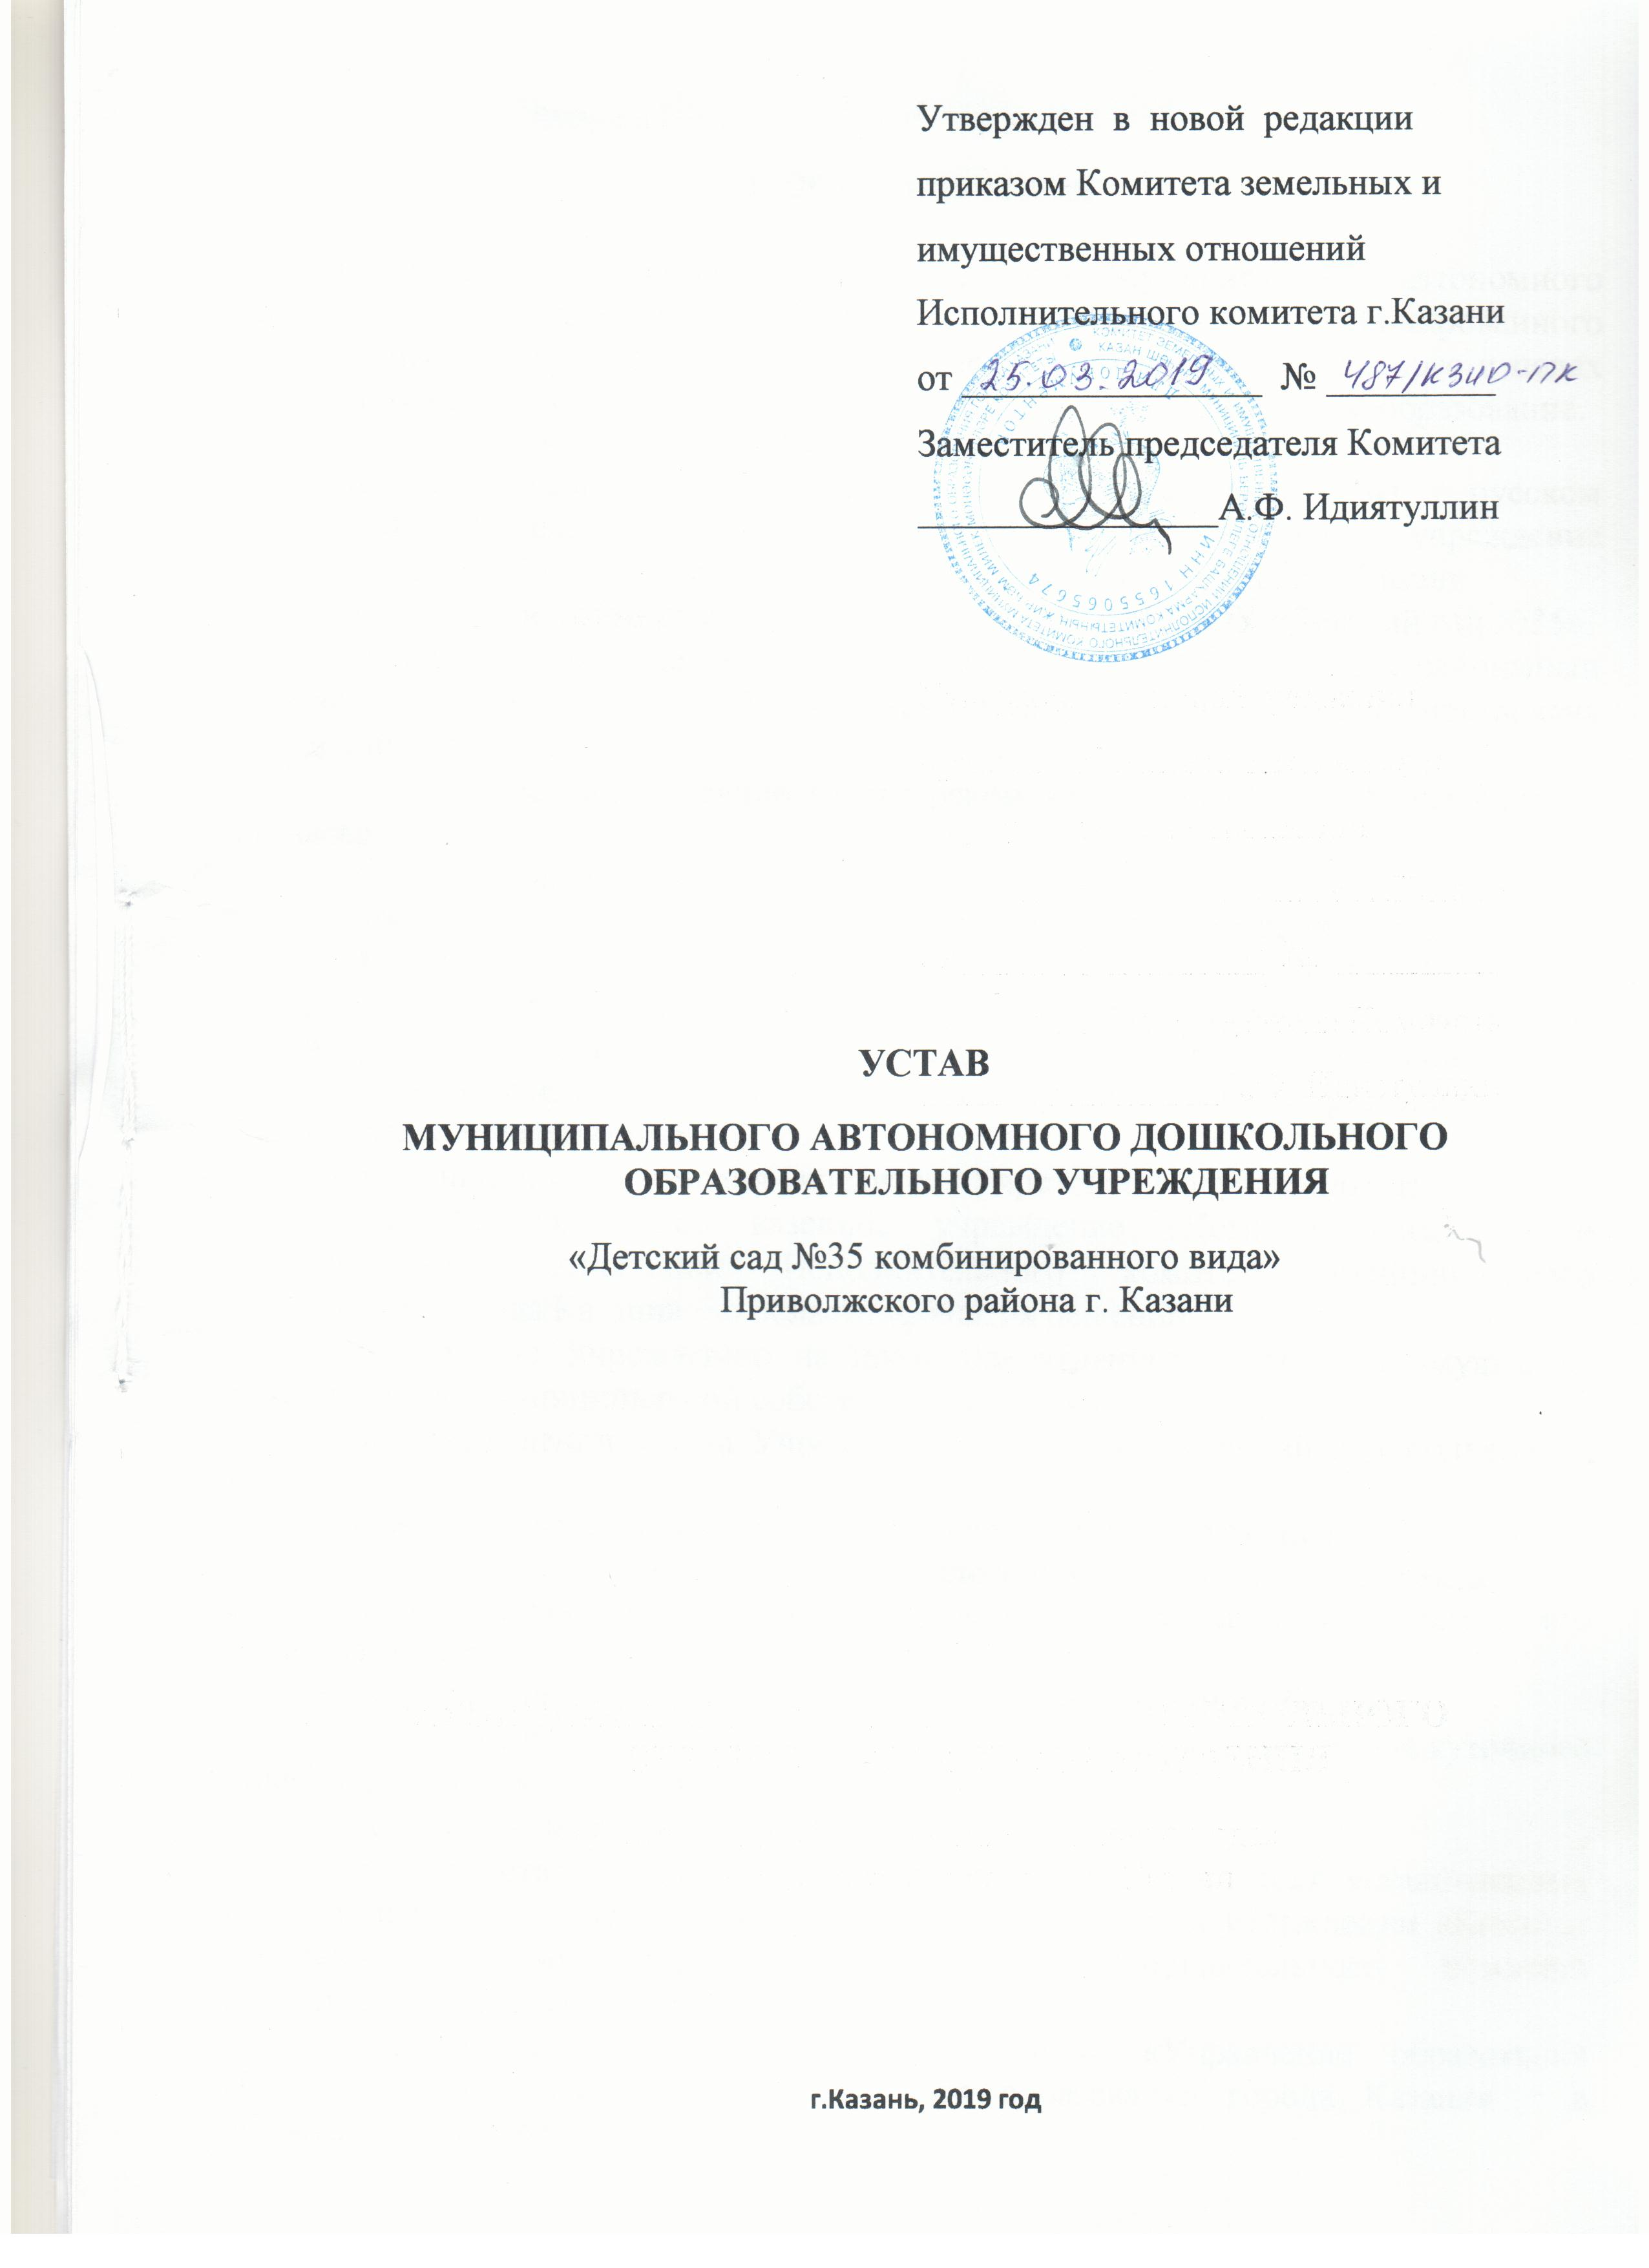 Утвержден в новой редакции
приказом Комитета земельных и
имущественных отношений
Исполнительного комитета г.Казани
от 25.03.2019 № 487/КЗИО-ПК
Заместитель председателя Комитета
А.Ф. Идиятуллин
ИНН 1655065674
УСТАВ
МУНИЦИПАЛЬНОГО АВТОНОМНОГО ДОШКОЛЬНОГО
ОБРАЗОВАТЕЛЬНОГО УЧРЕЖДЕНИЯ
«Детский сад №35 комбинированного вида»
Приволжского района г. Казани
г.Казань, 2019 год